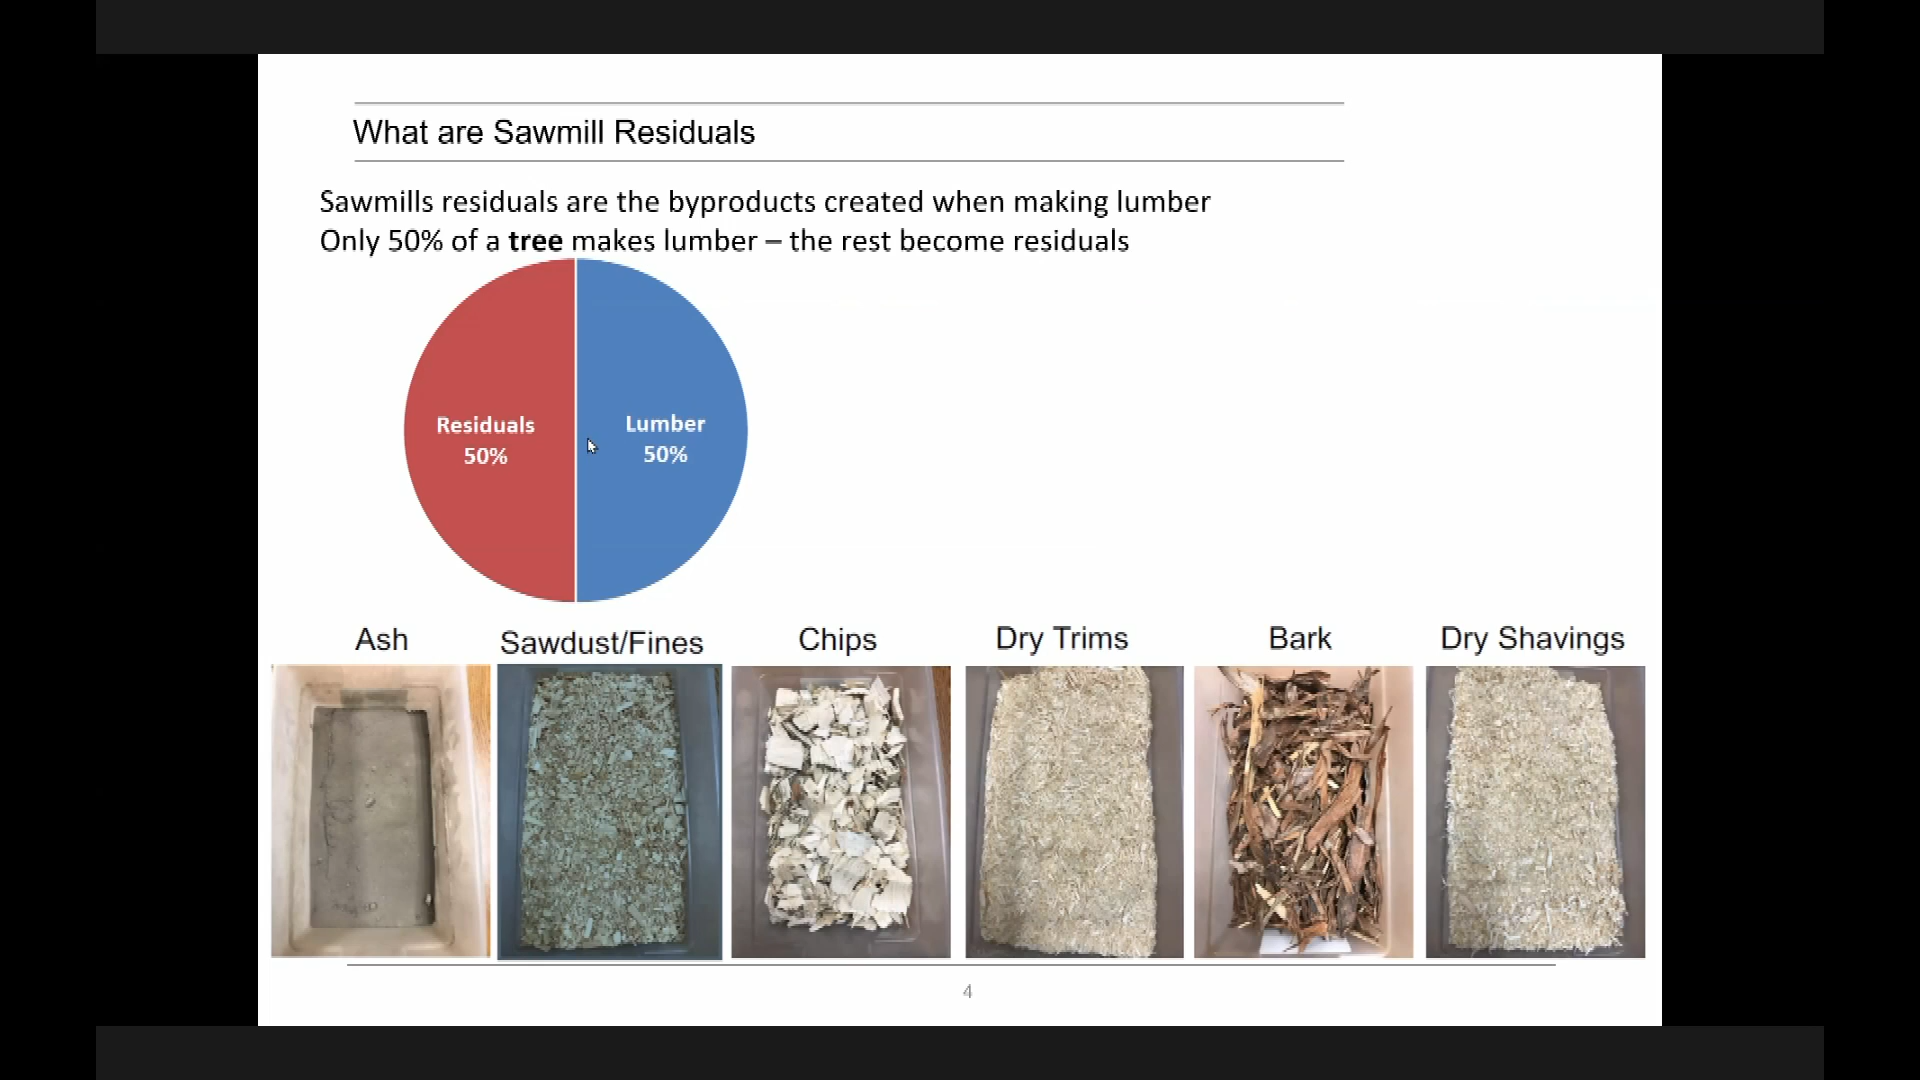 What are Sawmill Residuals
Sawmills residuals are the byproducts created when making lumber
Only 50% of a tree makes lumber – the rest become residuals
Residuals
50%
Lumber
50%
Ash
Sawdust/Fines
Chips
Dry Trims
Bark
Dry Shavings
4